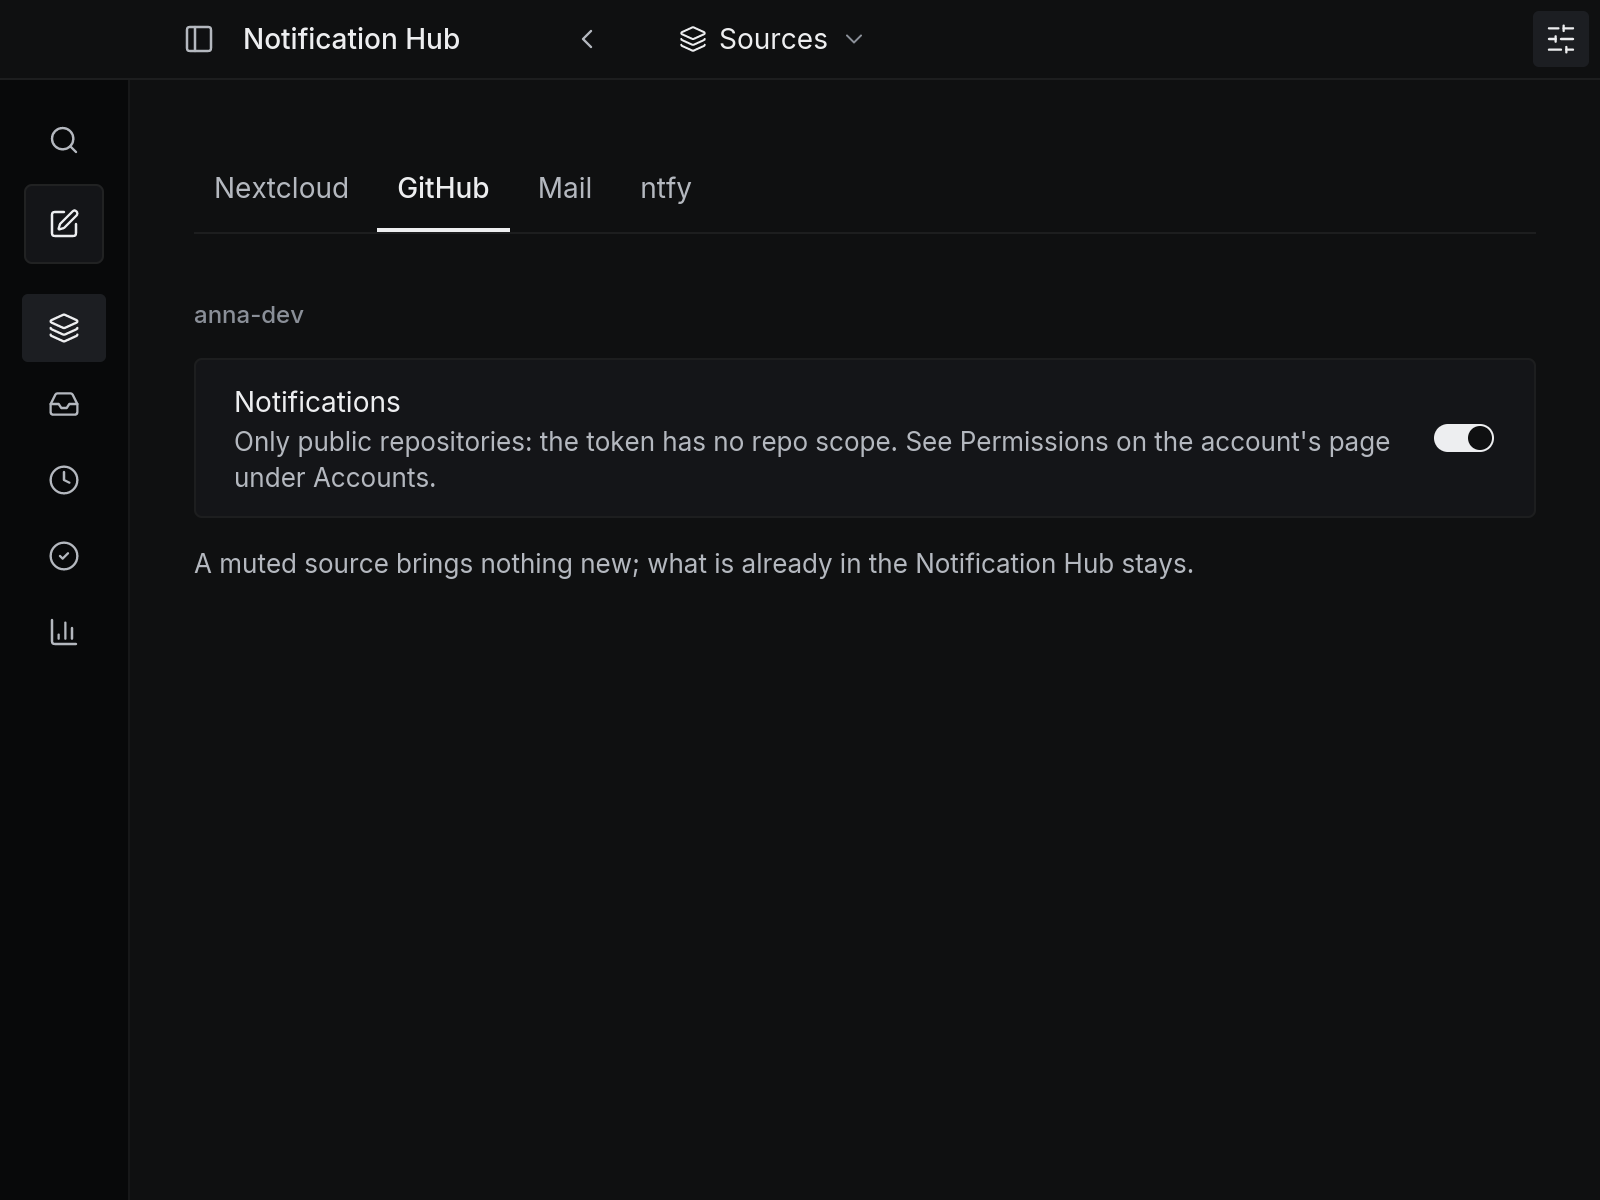 Notification Hub
Sources
Nextcloud
GitHub
Mail
ntfy
anna-dev
Notifications
Only public repositories: the token has no repo scope. See Permissions on the account's page
under Accounts.
A muted source brings nothing new; what is already in the Notification Hub stays.